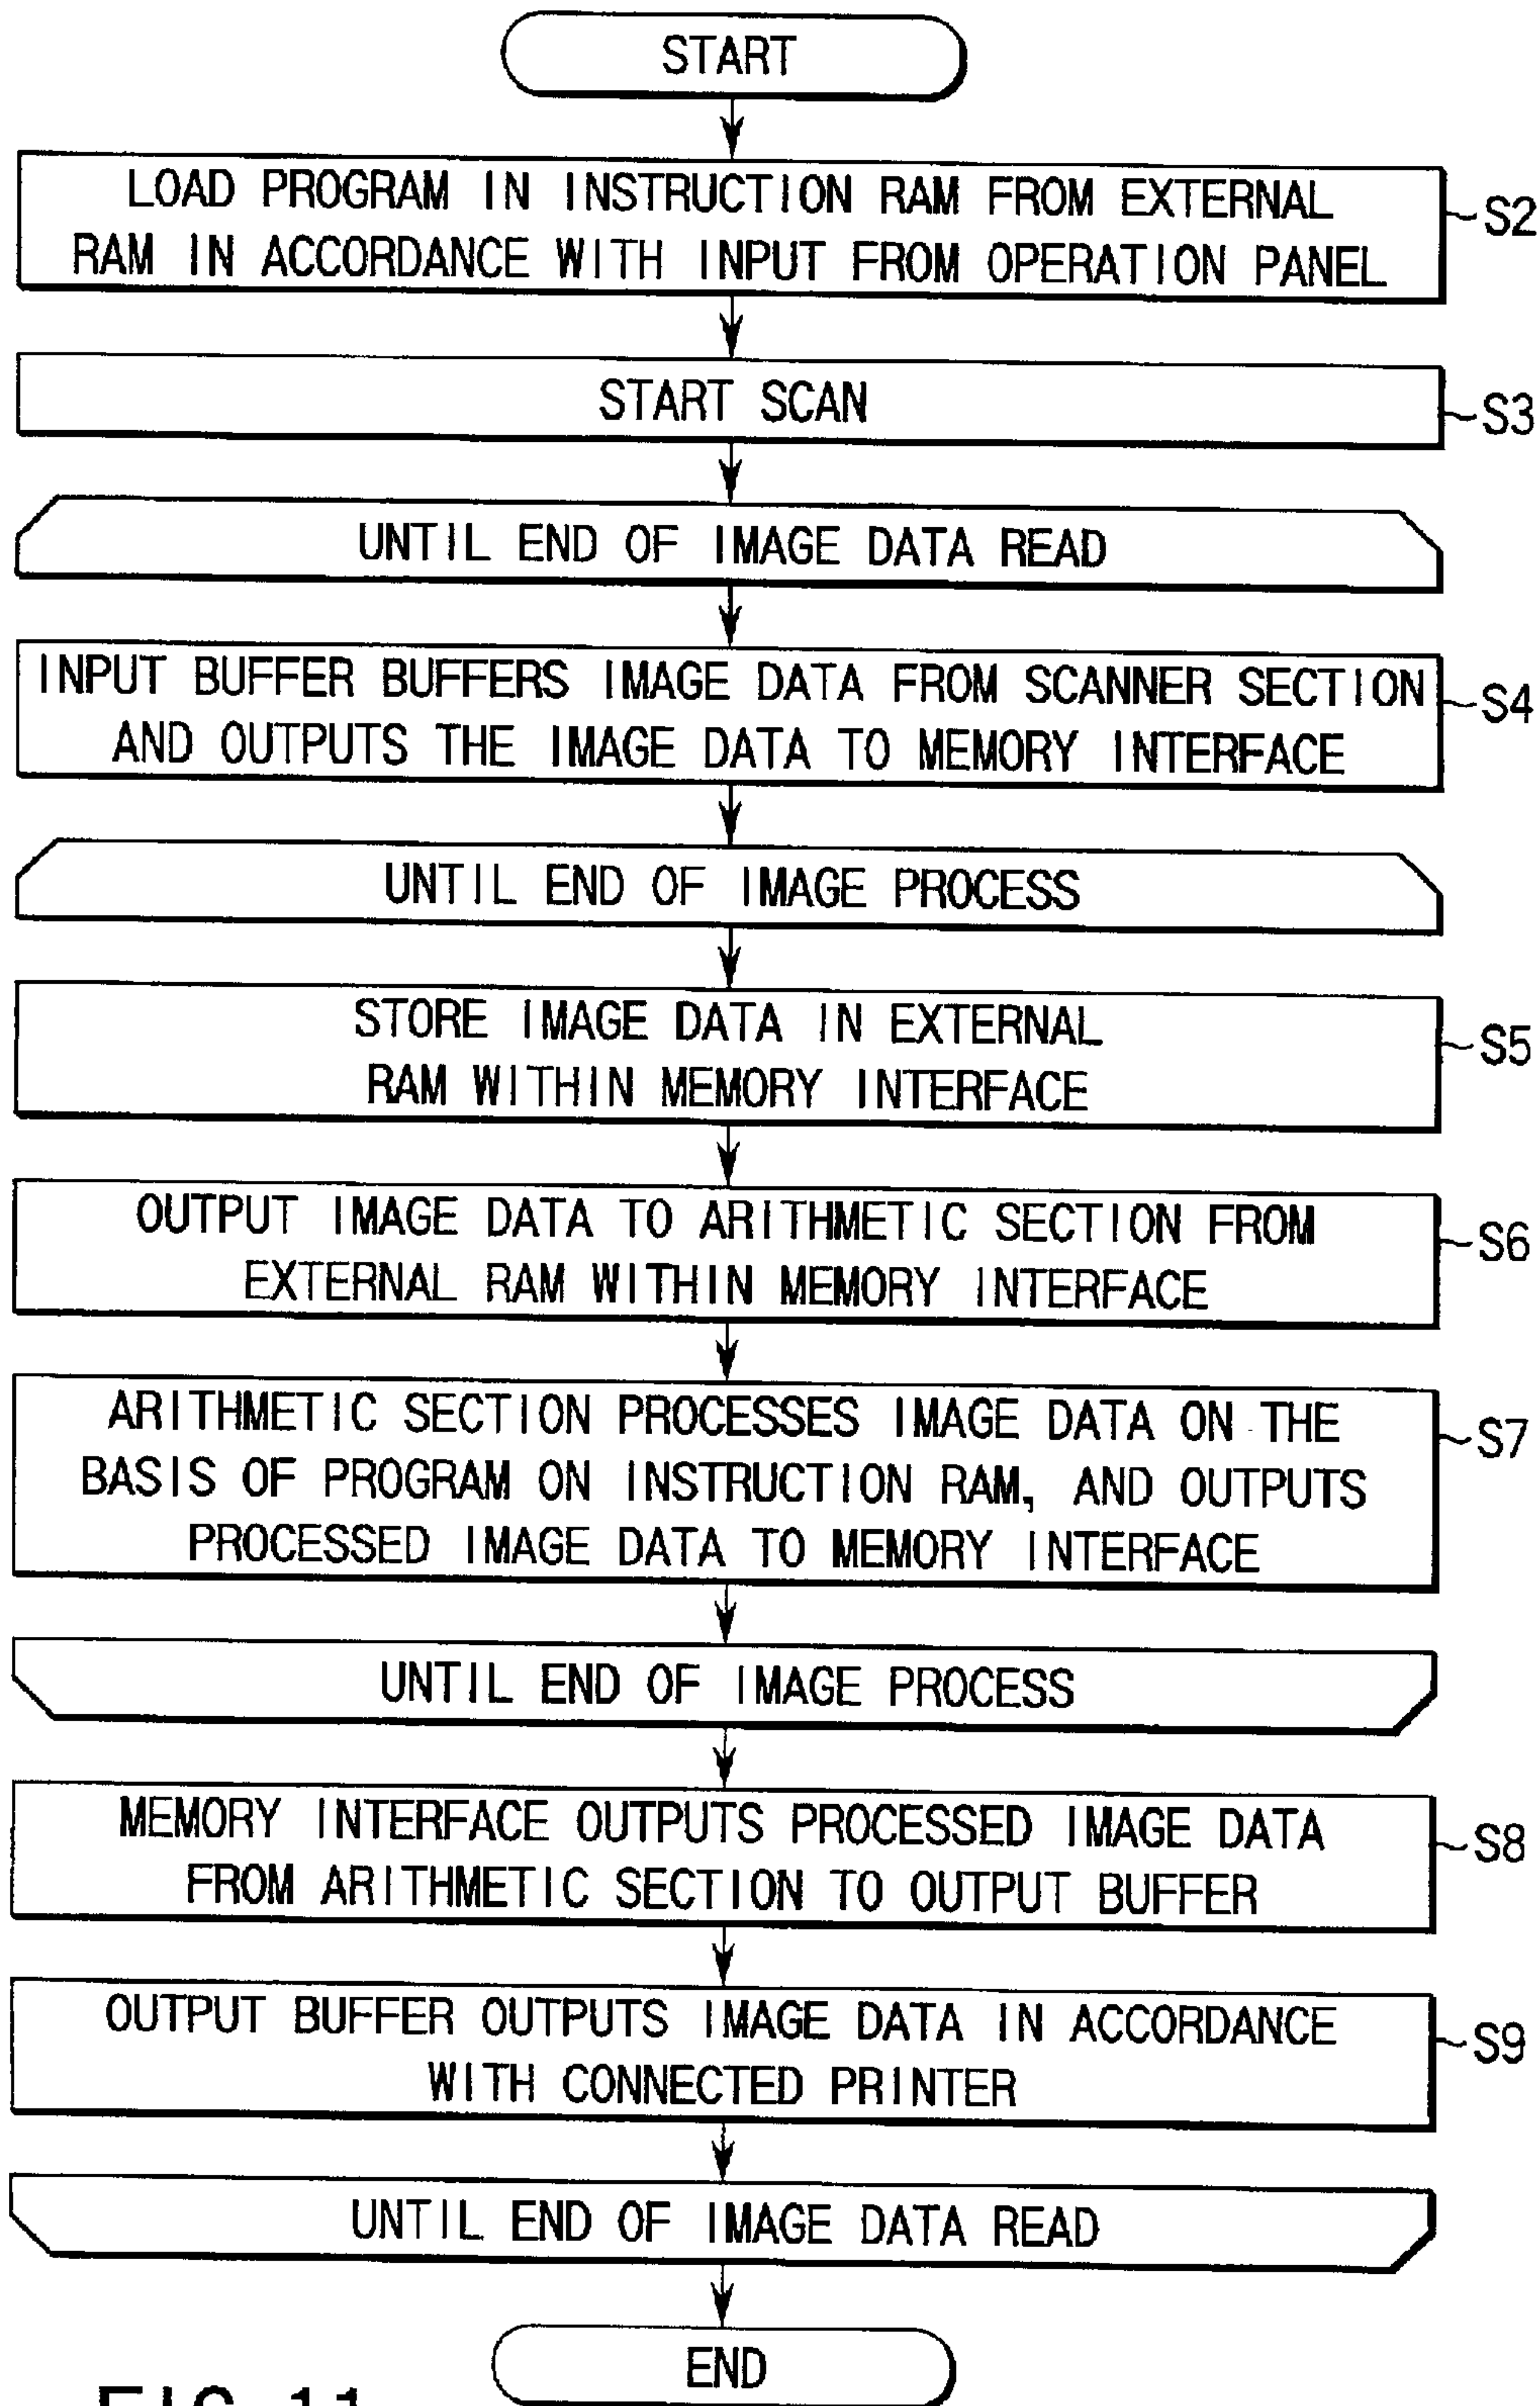 START
LOAD PROGRAM IN INSTRUCTION RAM FROM EXTERNAL
RAM IN ACCORDANCE WITH INPUT FROM OPERATION PANEL
S2
START SCAN
S3
UNTIL END OF IMAGE DATA READ
INPUT BUFFER BUFFERS IMAGE DATA FROM SCANNER SECTION
AND OUTPUTS THE IMAGE DATA TO MEMORY INTERFACE
S4
UNTIL END OF IMAGE PROCESS
STORE IMAGE DATA IN EXTERNAL
RAM WITHIN MEMORY INTERFACE
S5
OUTPUT IMAGE DATA TO ARITHMETIC SECTION FROM
EXTERNAL RAM WITHIN MEMORY INTERFACE
S6
ARITHMETIC SECTION PROCESSES IMAGE DATA ON THE
BASIS OF PROGRAM ON INSTRUCTION RAM, AND OUTPUTS
PROCESSED IMAGE DATA TO MEMORY INTERFACE
S7
UNTIL END OF IMAGE PROCESS
MEMORY INTERFACE OUTPUTS PROCESSED IMAGE DATA
FROM ARITHMETIC SECTION TO OUTPUT BUFFER
S8
OUTPUT BUFFER OUTPUTS IMAGE DATA IN ACCORDANCE
WITH CONNECTED PRINTER
S9
UNTIL END OF IMAGE DATA READ
END
FIG. 11